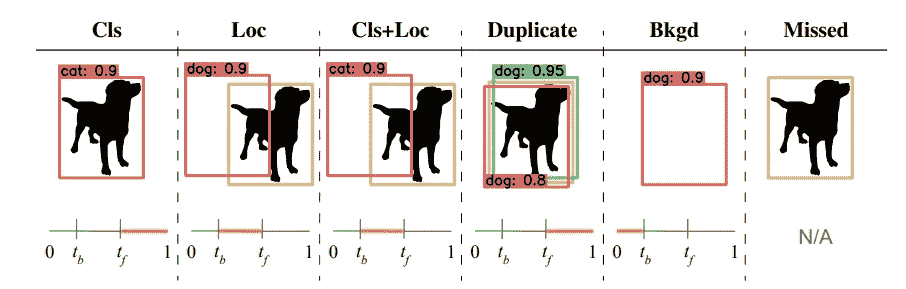 Cls Loc Cls+Loc Duplicate Bkgd Missed
cat: 0.9 dog: 0.9 cat: 0.9 dog: 0.95 dog: 0.9
dog: 0.8
N/A
0 t_b t_f 1 0 t_b t_f 1 0 t_b t_f 1 0 t_b t_f 1 0 t_b t_f 1